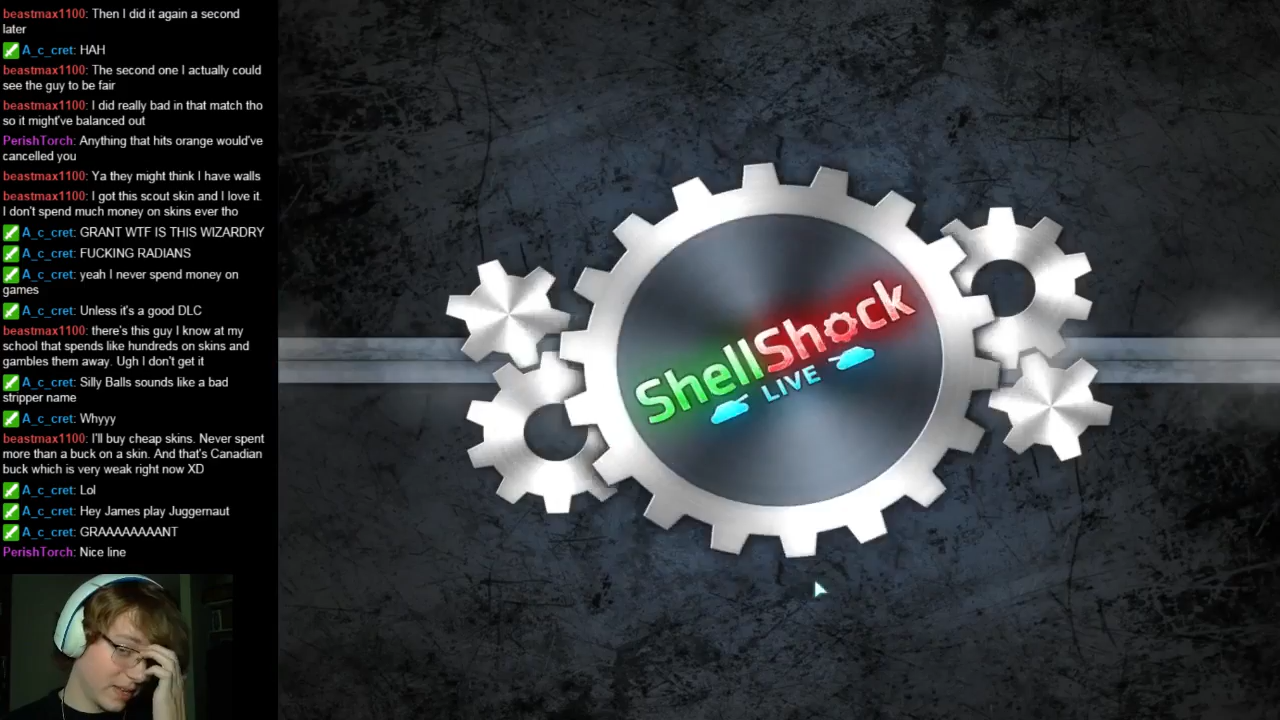 beastmax1100: Then I did it again a second
later
A_c_cret: HAH
beastmax1100: The second one I actually could
see the guy to be fair
beastmax1100: I did really bad in that match tho
so it might've balanced out
PerishTorch: Anything that hits orange would've
cancelled you
beastmax1100: Ya they might think I have walls
beastmax1100: I got this scout skin and I love it.
I don't spend much money on skins ever tho
A_c_cret: GRANT WTF IS THIS WIZARDRY
A_c_cret: FUCKING RADIANS
A_c_cret: yeah I never spend money on
games
A_c_cret: Unless it's a good DLC
beastmax1100: there's this guy I know at my
school that spends like hundreds on skins and
gambles them away. Ugh I don't get it
A_c_cret: Silly Balls sounds like a bad
stripper name
A_c_cret: Whyyy
beastmax1100: I'll buy cheap skins. Never spent
more than a buck on a skin. And that's Canadian
buck which is very weak right now XD
A_c_cret: Lol
A_c_cret: Hey James play Juggernaut
A_c_cret: GRAAAAAAAANT
PerishTorch: Nice line
ShellShock
LIVE